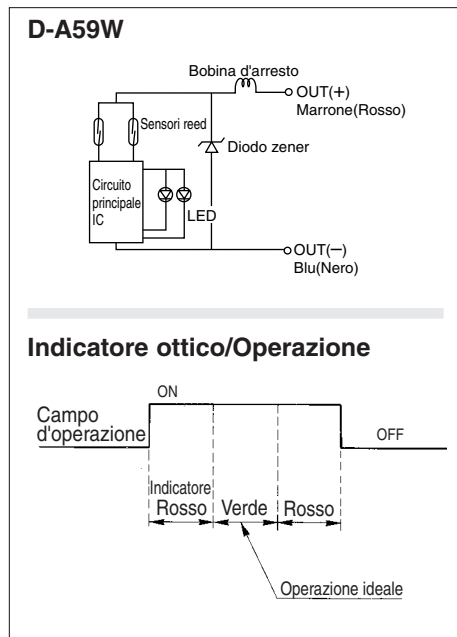 D-A59W
Bobina d'arresto
OUT(+)
Marrone(Rosso)
Sensori reed
Diodo zener
Circuito
principale
IC
LED
OUT(−)
Blu(Nero)
Indicatore ottico/Operazione
ON
Campo
d'operazione
OFF
Indicatore
Rosso
Verde
Rosso
Operazione ideale